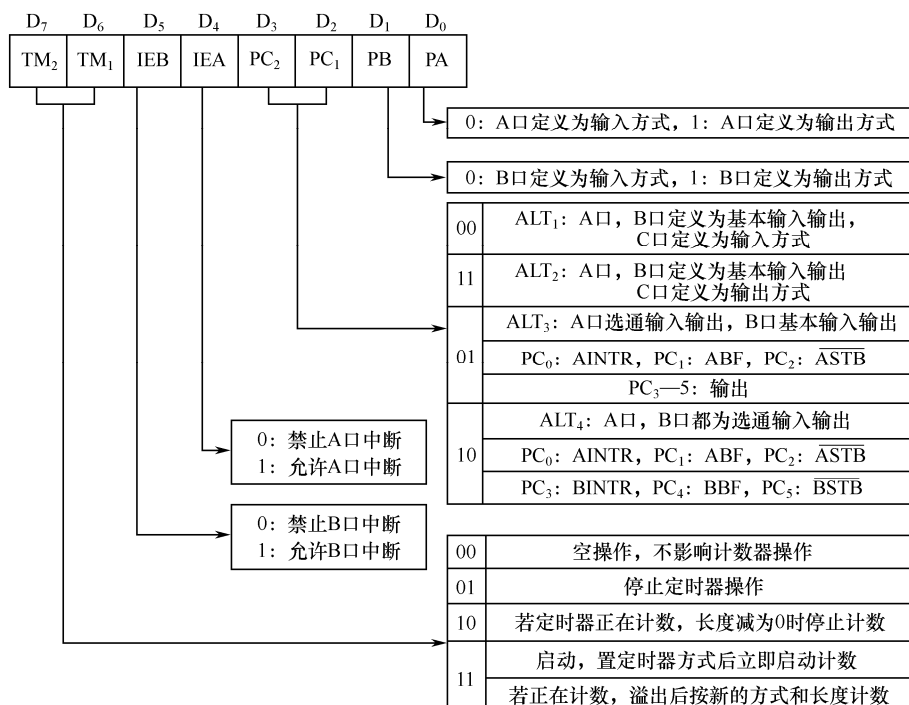 D₇ D₆ D₅ D₄ D₃ D₂ D₁ D₀
TM₂ TM₁ IEB IEA PC₂ PC₁ PB PA
0：A口定义为输入方式，1：A口定义为输出方式
0：B口定义为输入方式，1：B口定义为输出方式
00 ALT₁：A口，B口定义为基本输入输出，
C口定义为输入方式
11 ALT₂：A口，B口定义为基本输入输出
C口定义为输出方式
01 ALT₃：A口选通输入输出，B口基本输入输出
PC₀：AINTR，PC₁：ABF，PC₂：A̅S̅T̅B̅
PC₃—5：输出
10 ALT₄：A口，B口都为选通输入输出
PC₀：AINTR，PC₁：ABF，PC₂：A̅S̅T̅B̅
PC₃：BINTR，PC₄：BBF，PC₅：B̅S̅T̅B̅
0：禁止A口中断
1：允许A口中断
0：禁止B口中断
1：允许B口中断
00 空操作，不影响计数器操作
01 停止定时器操作
10 若定时器正在计数，长度减为0时停止计数
11 启动，置定时器方式后立即启动计数
若正在计数，溢出后按新的方式和长度计数